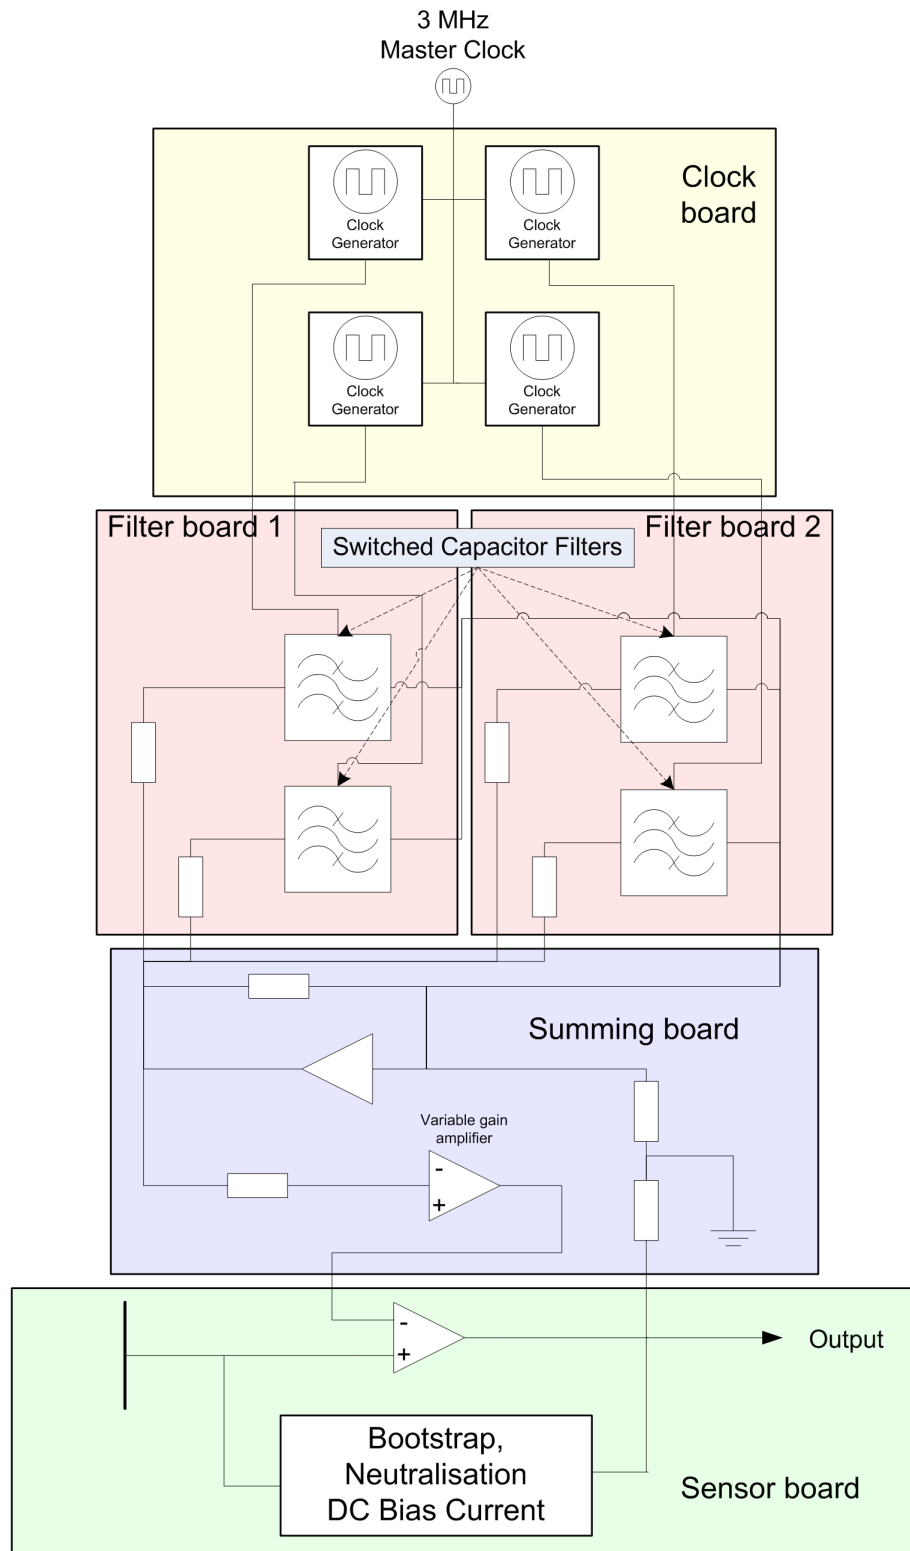 3 MHz
Master Clock
Clock
board
Clock
Generator
Clock
Generator
Clock
Generator
Clock
Generator
Filter board 1
Filter board 2
Switched Capacitor Filters
Summing board
Variable gain
amplifier
-
+
-
+
Output
Bootstrap,
Neutralisation
DC Bias Current
Sensor board